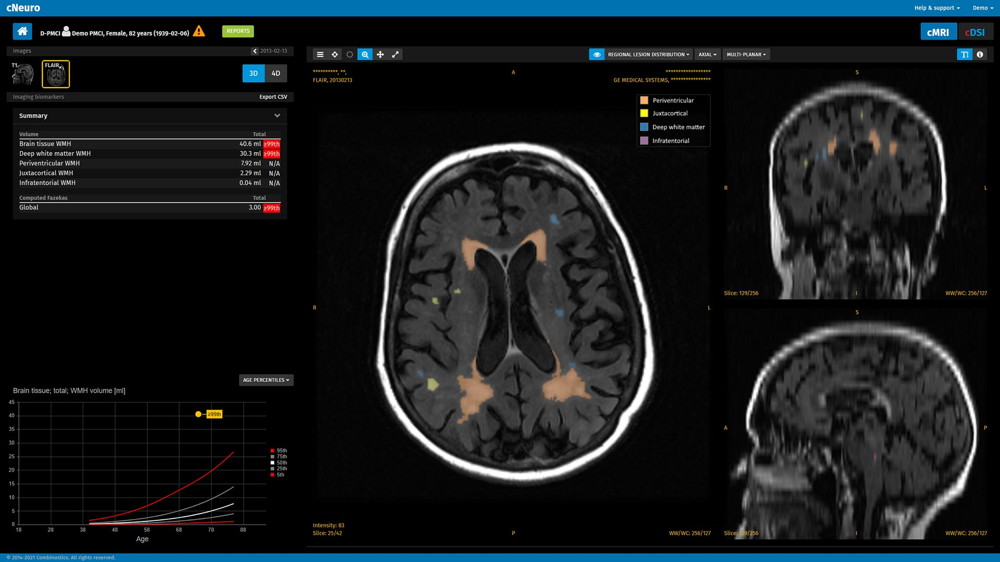 cNeuro
Help & support
Demo
D-PMCI Demo PMCI, Female, 82 years (1939-02-06)
REPORTS
cMRI
cDSI
Images
2013-02-13
T1
FLAIR
3D
4D
Imaging biomarkers
Export CSV
Summary
Volume Total
Brain tissue WMH 40.6 ml ≥99th
Deep white matter WMH 30.3 ml ≥99th
Periventricular WMH 7.92 ml N/A
Juxtacortical WMH 2.29 ml N/A
Infratentorial WMH 0.04 ml N/A
Computed Fazekas Total
Global 3.00 ≥99th
AGE PERCENTILES
Brain tissue; total; WMH volume [ml]
45
40
35
30
25
20
15
10
5
0
≥99th
95th
75th
50th
25th
5th
18 28 38 48 58 68 78 88
Age
REGIONAL LESION DISTRIBUTION
AXIAL
MULTI-PLANAR
**********, **,
FLAIR, 20130213
A
******************
GE MEDICAL SYSTEMS, ****************
Periventricular
Juxtacortical
Deep white matter
Infratentorial
R
L
Intensity: 83
Slice: 25/42
P
WW/WC: 256/127
S
R
L
Slice: 129/256
I
WW/WC: 256/127
S
A
P
Slice: 129/256
I
WW/WC: 256/127
© 2014-2021 Combinostics. All rights reserved.